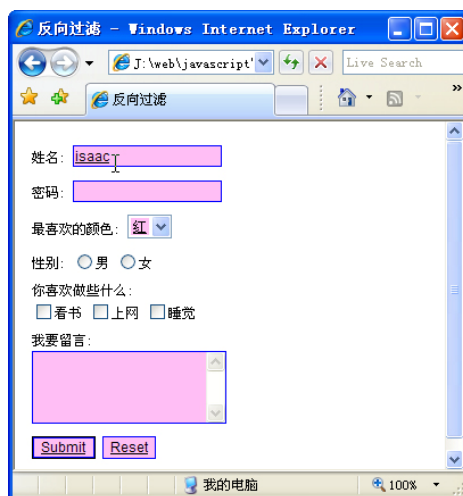 反向过滤 - Windows Internet Explorer
J:\web\javascript'
Live Search
反向过滤
»
姓名: isaac
密码:
最喜欢的颜色: 红
性别: 男 女
你喜欢做些什么:
看书 上网 睡觉
我要留言:
Submit Reset
我的电脑 100%